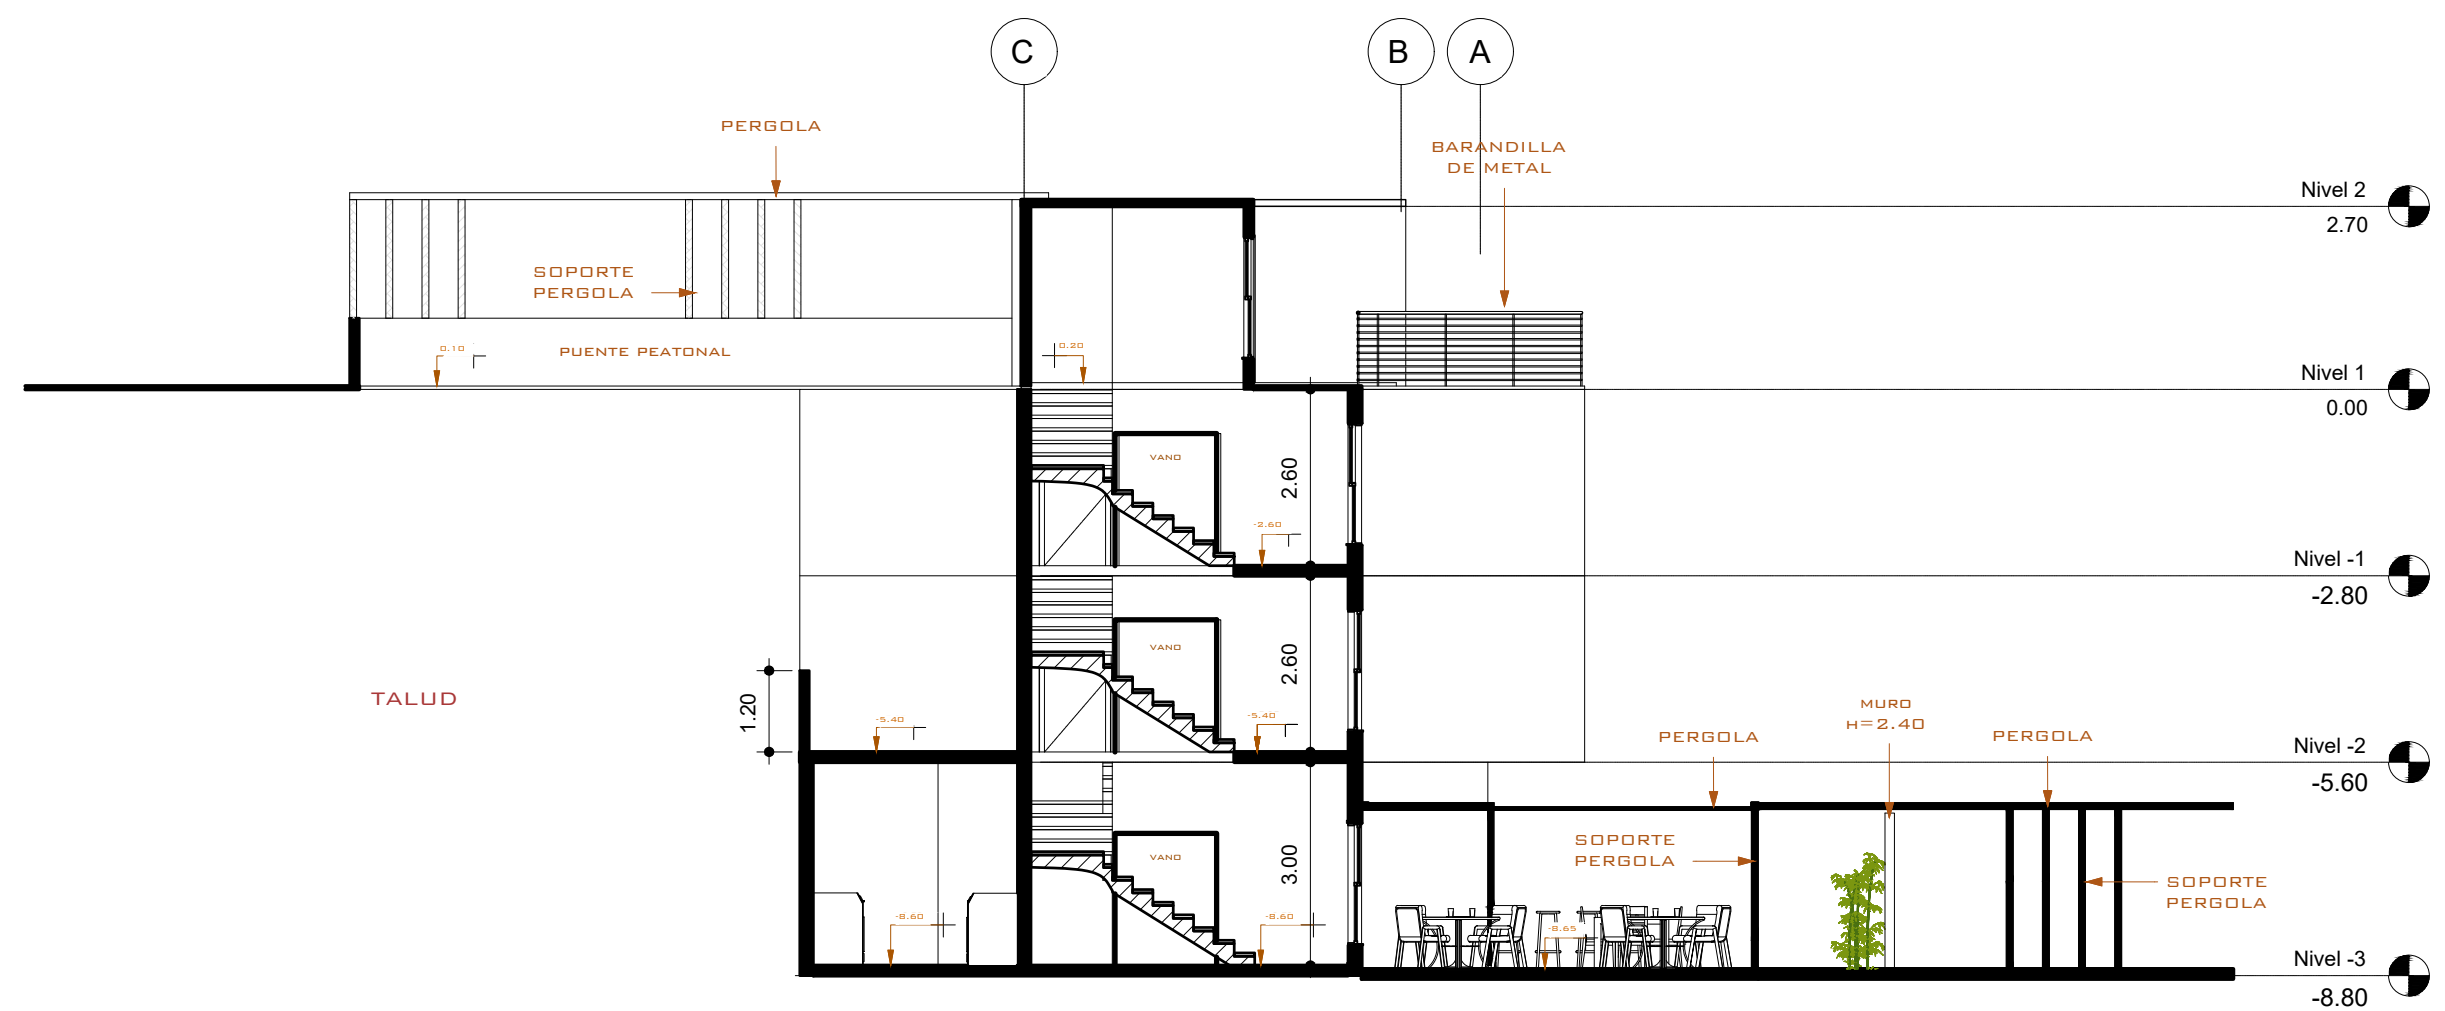 C
B
A
PERGOLA
BARANDILLA
DE METAL
Nivel 2
2.70
SOPORTE
PERGOLA
0.10
PUENTE PEATONAL
0.20
Nivel 1
0.00
VANO
2.60
-2.60
Nivel -1
-2.80
VANO
2.60
TALUD
1.20
-5.40
-5.40
MURO
H=2.40
PERGOLA
PERGOLA
Nivel -2
-5.60
VANO
3.00
SOPORTE
PERGOLA
SOPORTE
PERGOLA
-8.60
-8.60
-8.65
Nivel -3
-8.80